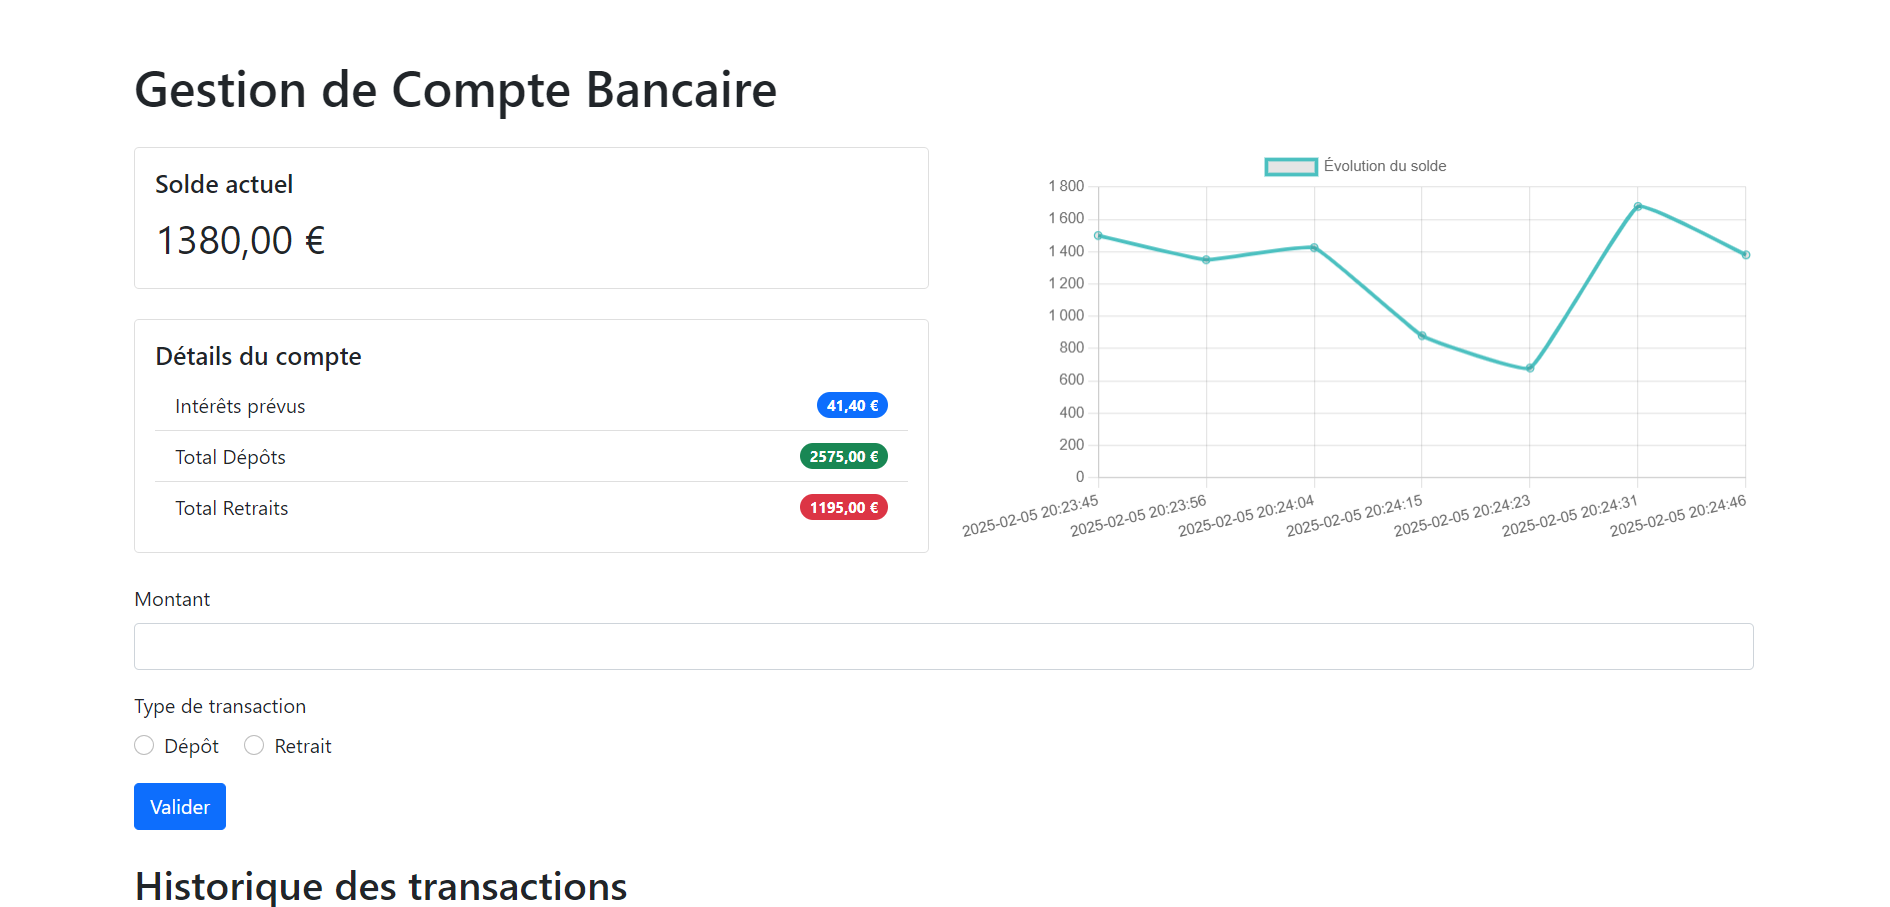 Gestion de Compte Bancaire
Solde actuel
1380,00 €
Détails du compte
Intérêts prévus
41,40 €
Total Dépôts
2575,00 €
Total Retraits
1195,00 €
Évolution du solde
1 800
1 600
1 400
1 200
1 000
800
600
400
200
0
2025-02-05 20:23:45
2025-02-05 20:23:56
2025-02-05 20:24:04
2025-02-05 20:24:15
2025-02-05 20:24:23
2025-02-05 20:24:31
2025-02-05 20:24:46
Montant
Type de transaction
Dépôt
Retrait
Valider
Historique des transactions